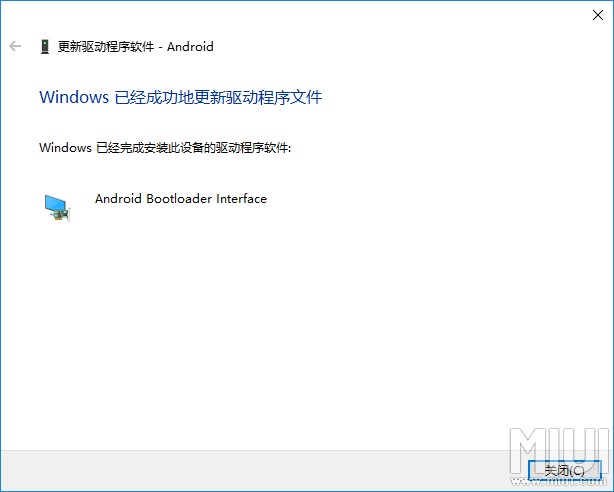 更新驱动程序软件 - Android
Windows 已经成功地更新驱动程序文件
Windows 已经完成安装此设备的驱动程序软件:
Android Bootloader Interface
MIUI
关闭(C)
www.miui.com